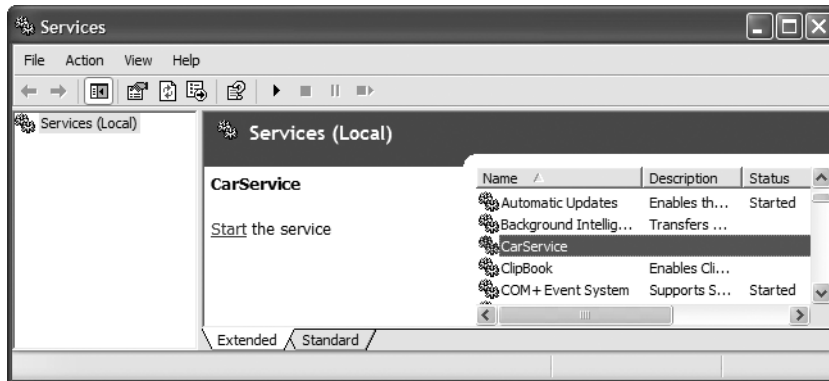 Services
File Action View Help
Services (Local)
Services (Local)
CarService
Start the service
Name Description Status
Automatic Updates Enables th... Started
Background Intellig... Transfers ...
CarService
ClipBook Enables Cli...
COM+ Event System Supports S... Started
Extended Standard